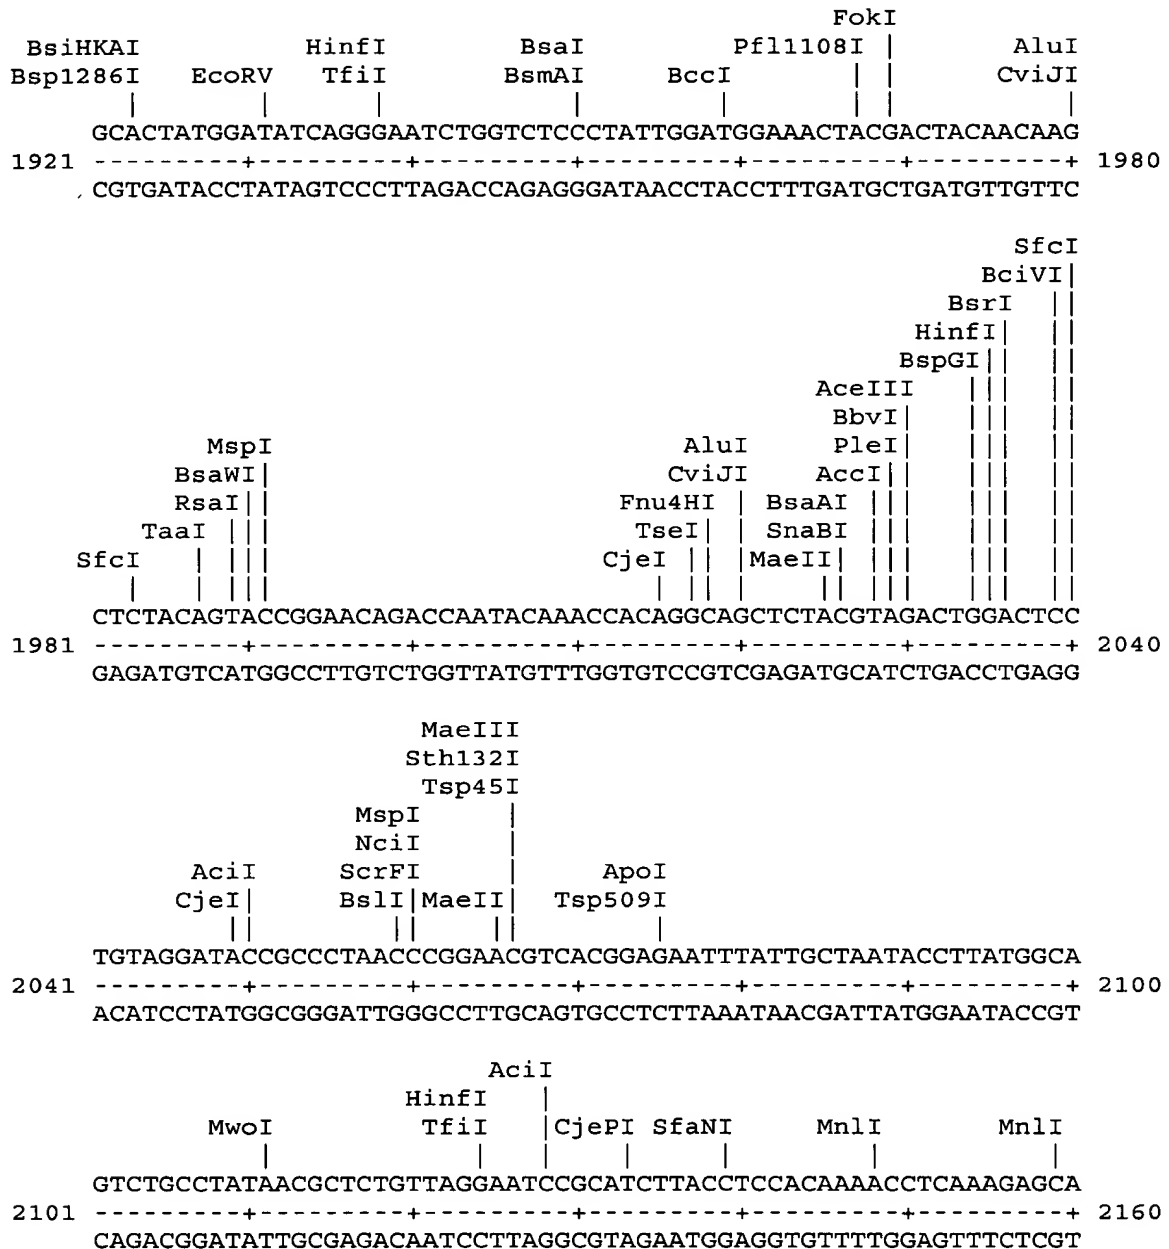 FokI
BsiHKAI HinfI BsaI Pfl1108I AluI
Bsp1286I EcoRV TfiI BsmAI BccI CviJI
GCACTATGGATATCAGGGAATCTGGTCTCCCTATTGGATGGAAACTACGACTACAACAAG
1921 ---------+---------+---------+---------+---------+---------+ 1980
CGTGATACCTATAGTCCCTTAGACCAGAGGGATAACCTACCTTTGATGCTGATGTTGTTC
SfcI
BciVI
BsrI
HinfI
BspGI
AceIII
BbvI
MspI AluI PleI
BsaWI CviJI AccI
RsaI Fnu4HI BsaAI
TaaI TseI SnaBI
SfcI CjeI MaeII
CTCTACAGTACCGGAACAGACCAATACAAACCACAGGCAGCTCTACGTAGACTGGACTCC
1981 ---------+---------+---------+---------+---------+---------+ 2040
GAGATGTCATGGCCTTGTCTGGTTATGTTTGGTGTCCGTCGAGATGCATCTGACCTGAGG
MaeIII
Sth132I
Tsp45I
MspI
NciI
AciI ScrFI ApoI
CjeI BslI MaeII Tsp509I
TGTAGGATACCGCCCTAACCCGGAACGTCACGGAGAATTTATTGCTAATACCTTATGGCA
2041 ---------+---------+---------+---------+---------+---------+ 2100
ACATCCTATGGCGGGATTGGGCCTTGCAGTGCCTCTTAAATAACGATTATGGAATACCGT
AciI
HinfI
MwoI TfiI CjePI SfaNI MnlI MnlI
GTCTGCCTATAACGCTCTGTTAGGAATCCGCATCTTACCTCCACAAAACCTCAAAGAGCA
2101 ---------+---------+---------+---------+---------+---------+ 2160
CAGACGGATATTGCGAGACAATCCTTAGGCGTAGAATGGAGGTGTTTTGGAGTTTCTCGT